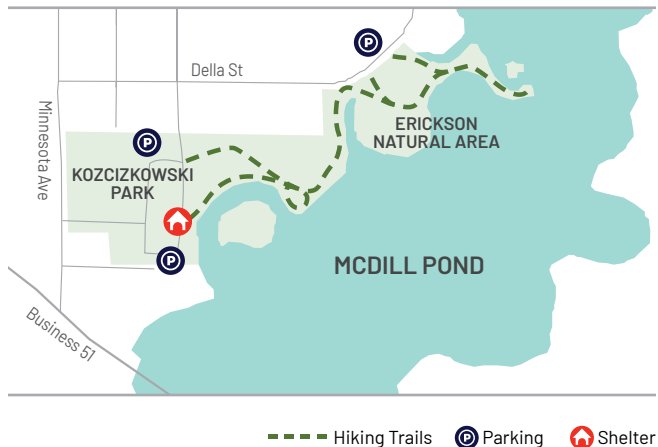 P
Della St
Minnesota Ave
ERICKSON
NATURAL AREA
P
KOZCIZKOWSKI
PARK
P
MCDILL POND
Business 51
Hiking Trails
P Parking
Shelter